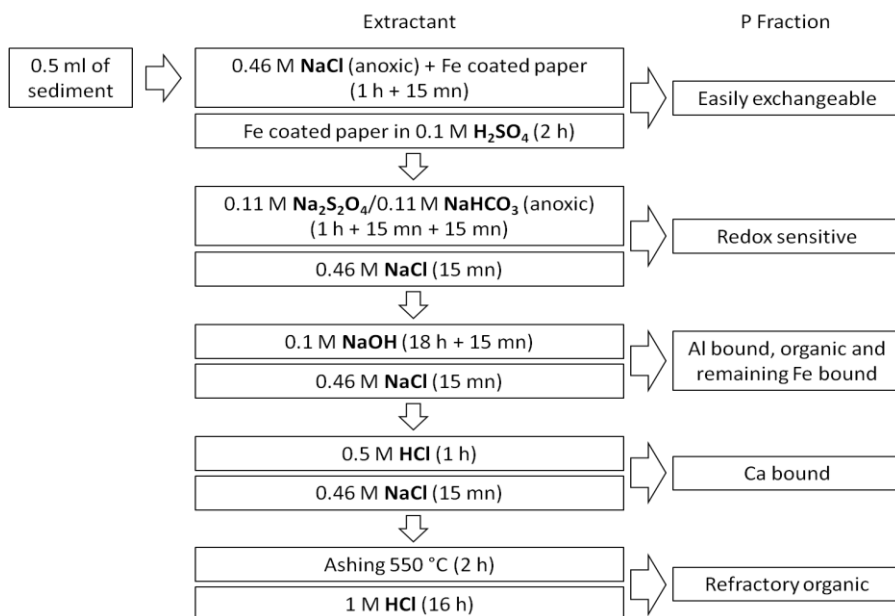 Extractant
P Fraction
0.5 ml of
sediment
0.46 M NaCl (anoxic) + Fe coated paper
(1 h + 15 mn)
Easily exchangeable
Fe coated paper in 0.1 M H₂SO₄ (2 h)
0.11 M Na₂S₂O₄/0.11 M NaHCO₃ (anoxic)
(1 h + 15 mn + 15 mn)
Redox sensitive
0.46 M NaCl (15 mn)
0.1 M NaOH (18 h + 15 mn)
Al bound, organic and
remaining Fe bound
0.46 M NaCl (15 mn)
0.5 M HCl (1 h)
Ca bound
0.46 M NaCl (15 mn)
Ashing 550 °C (2 h)
Refractory organic
1 M HCl (16 h)